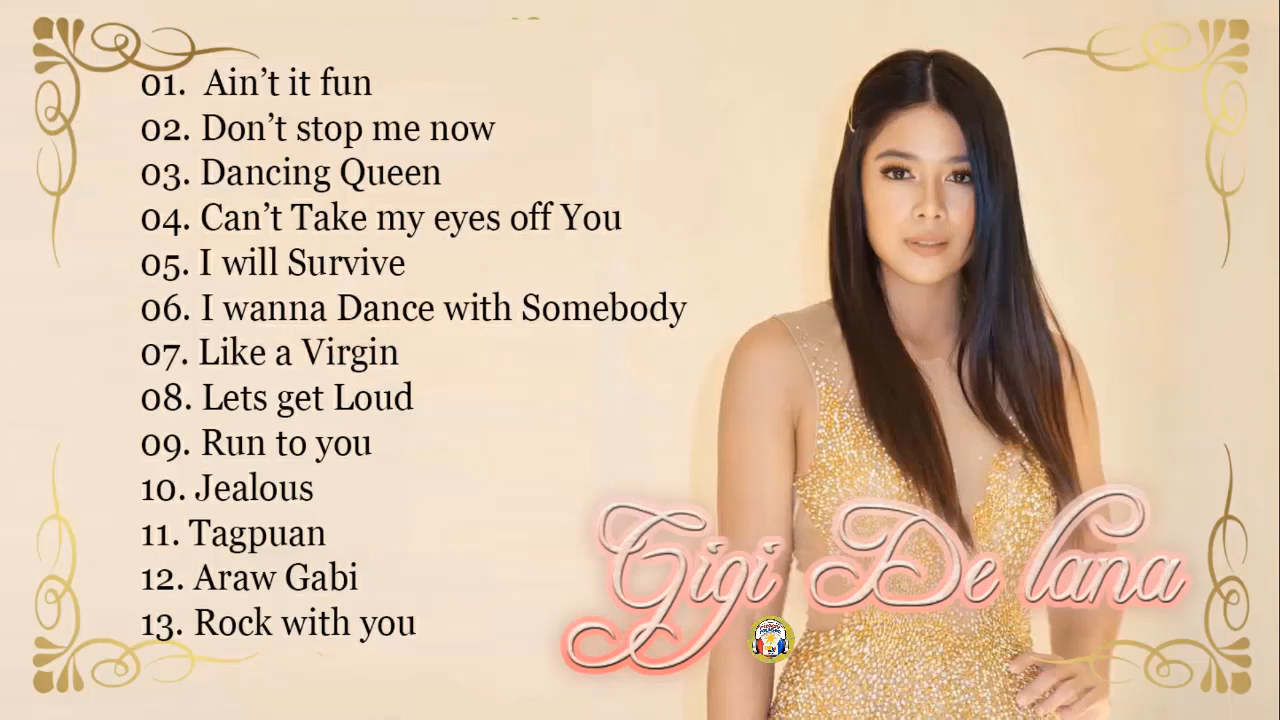 01. Ain’t it fun
02. Don’t stop me now
03. Dancing Queen
04. Can’t Take my eyes off You
05. I will Survive
06. I wanna Dance with Somebody
07. Like a Virgin
08. Lets get Loud
09. Run to you
10. Jealous
11. Tagpuan
12. Araw Gabi
13. Rock with you
Gigi De lana